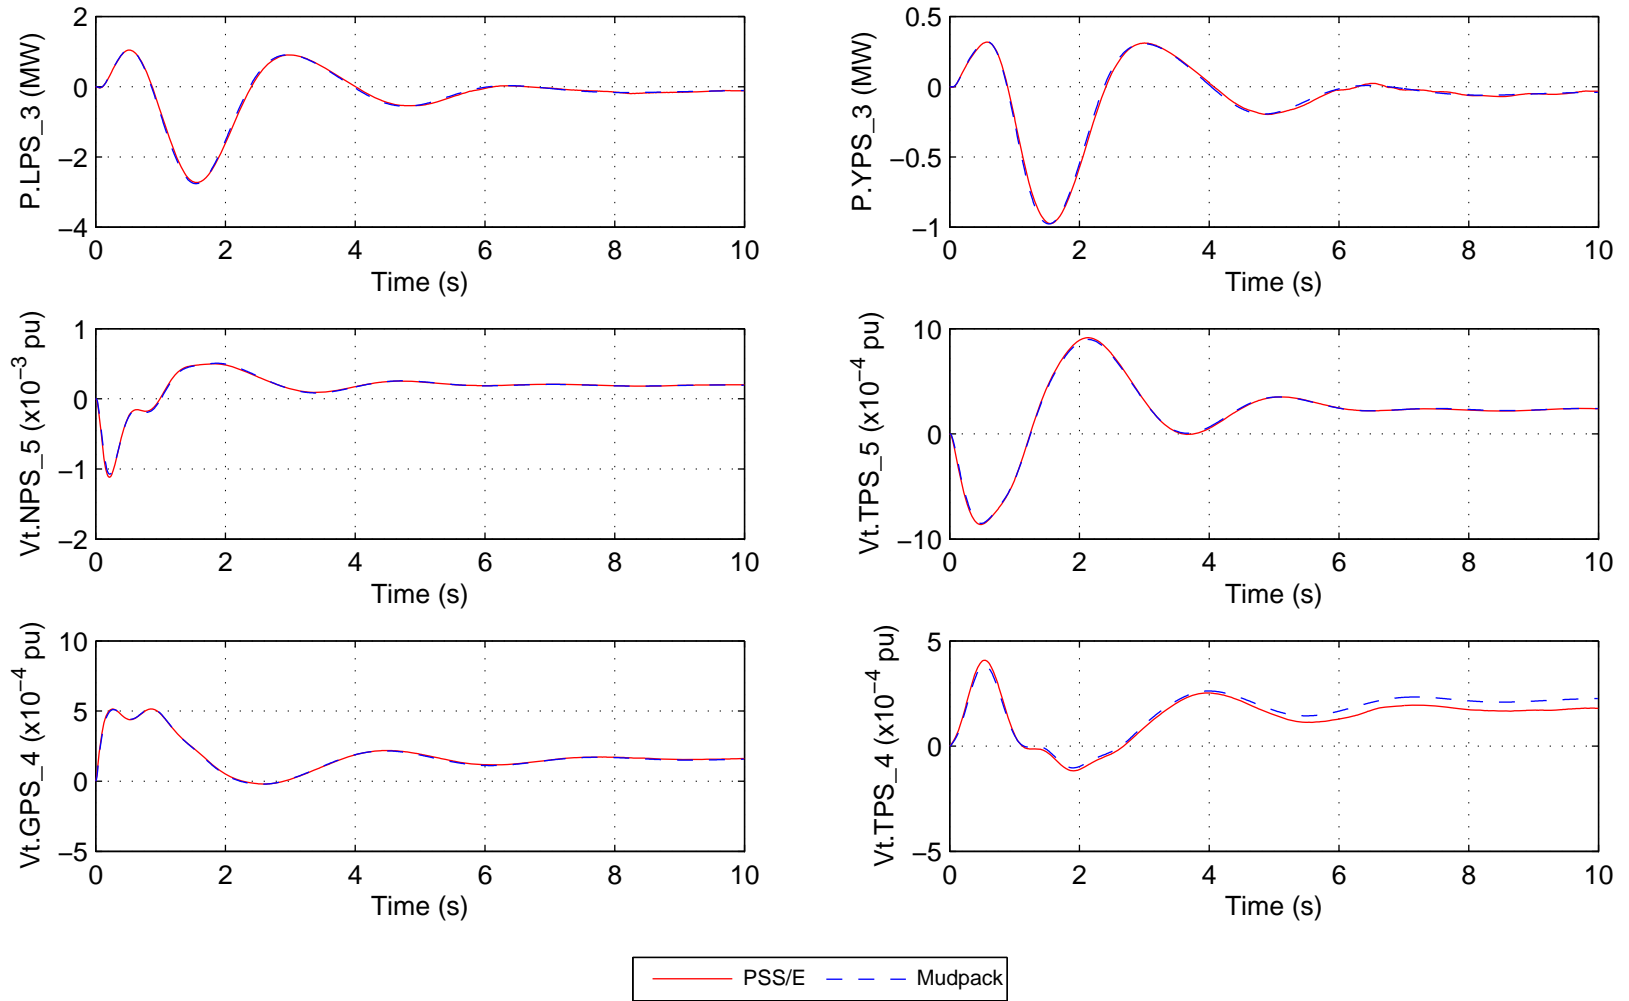 2
0
−2
−4
P.LPS_3 (MW)
0 2 4 6 8 10
Time (s)
0.5
0
−0.5
−1
P.YPS_3 (MW)
0 2 4 6 8 10
Time (s)
1
0
−1
−2
Vt.NPS_5 (x10⁻³ pu)
0 2 4 6 8 10
Time (s)
10
0
−10
Vt.TPS_5 (x10⁻⁴ pu)
0 2 4 6 8 10
Time (s)
10
5
0
−5
Vt.GPS_4 (x10⁻⁴ pu)
0 2 4 6 8 10
Time (s)
5
0
−5
Vt.TPS_4 (x10⁻⁴ pu)
0 2 4 6 8 10
Time (s)
PSS/E Mudpack